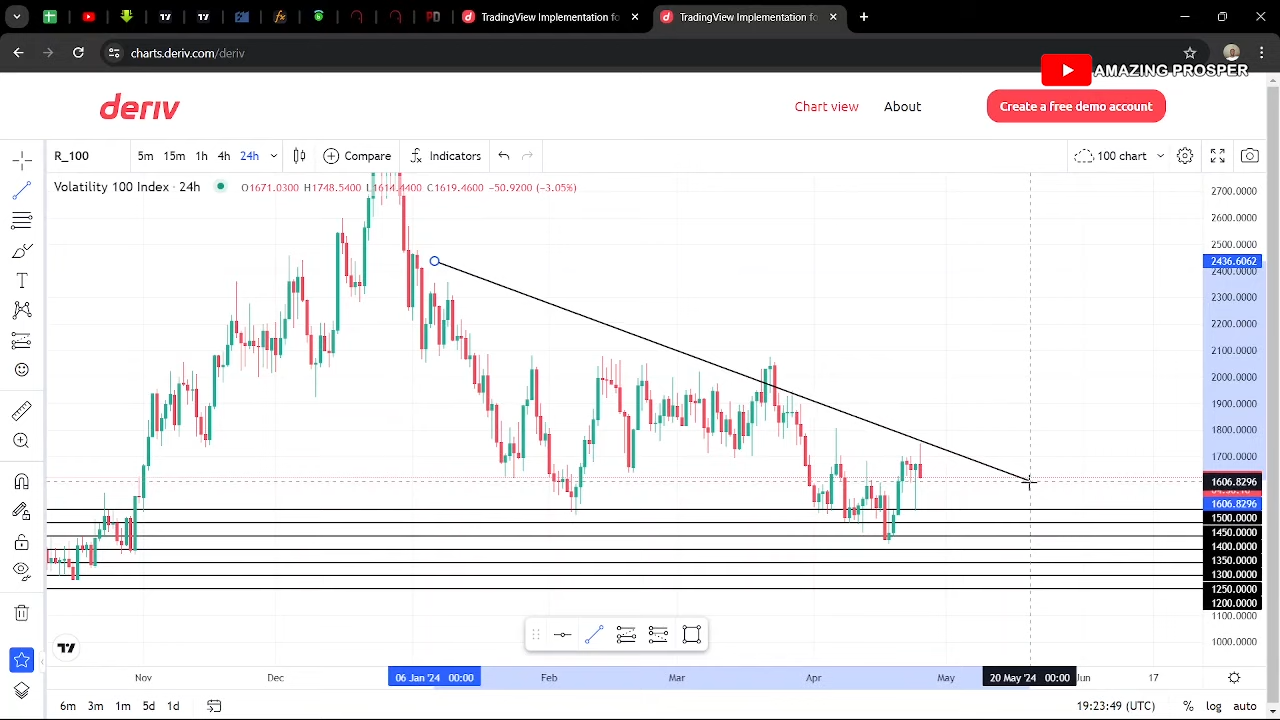 TradingView Implementation fo
TradingView Implementation fo
charts.deriv.com/deriv
AMAZING PROSPER
deriv
Chart view
About
Create a free demo account
R_100
5m 15m 1h 4h 24h
Compare
Indicators
100 chart
Volatility 100 Index · 24h
O1671.0300 H1748.5400 L1614.4400 C1619.4600 −50.9200 (−3.05%)
2700.0000
2600.0000
2500.0000
2436.6062
2400.0000
2300.0000
2200.0000
2100.0000
2000.0000
1900.0000
1800.0000
1700.0000
1606.8296
1606.8296
1500.0000
1450.0000
1400.0000
1350.0000
1300.0000
1250.0000
1200.0000
1100.0000
1000.0000
Nov Dec 06 Jan '24 00:00 Feb Mar Apr May 20 May '24 00:00 Jun 17
6m 3m 1m 5d 1d
19:23:49 (UTC) % log auto